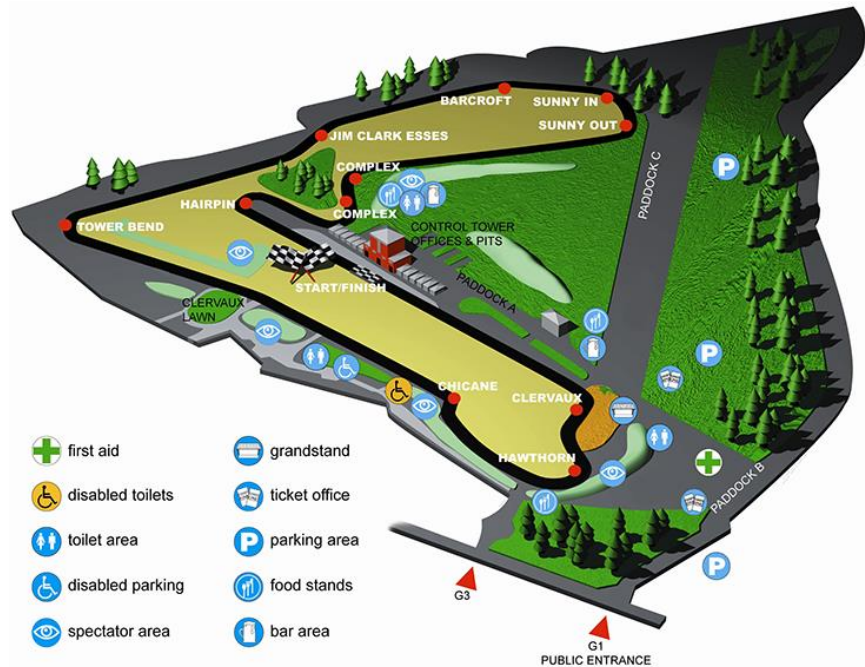 BARCROFT
SUNNY IN
SUNNY OUT
JIM CLARK ESSES
COMPLEX
HAIRPIN
COMPLEX
TOWER BEND
CONTROL TOWER
OFFICES & PITS
PADDOCK C
P
START/FINISH
PADDOCK A
CLERVAUX
LAWN
P
CHICANE
CLERVAUX
HAWTHORN
PADDOCK B
P
first aid
grandstand
disabled toilets
ticket office
toilet area
P
parking area
disabled parking
food stands
spectator area
bar area
G3
G1
PUBLIC ENTRANCE